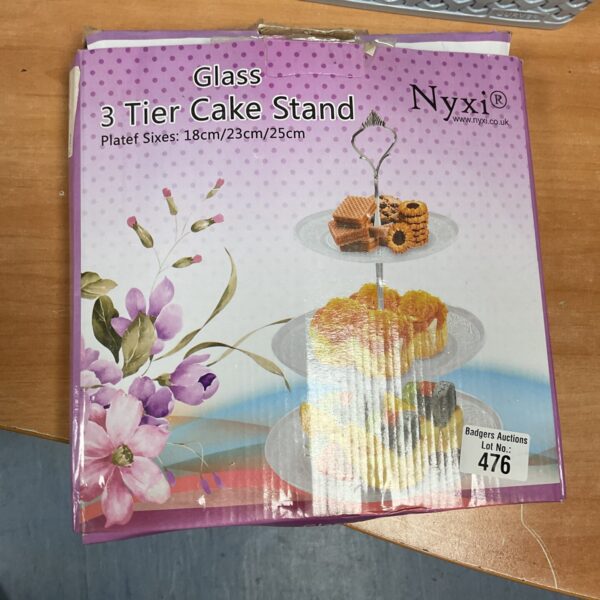 Glass
3 Tier Cake Stand
Platef Sixes: 18cm/23cm/25cm
Nyxi®
www.nyxi.co.uk
Badgers Auctions
Lot No.:
476